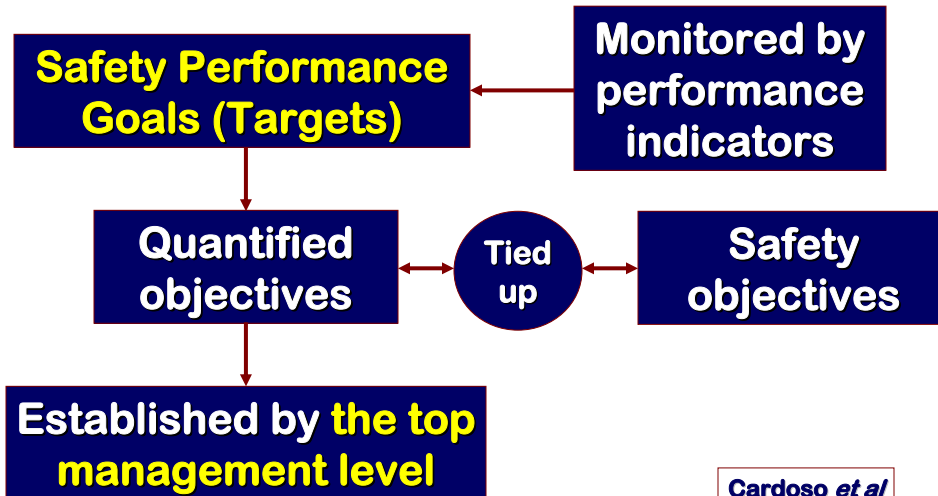 Safety Performance
Goals (Targets)
Monitored by
performance
indicators
Quantified
objectives
Tied
up
Safety
objectives
Established by the top
management level
Cardoso et al